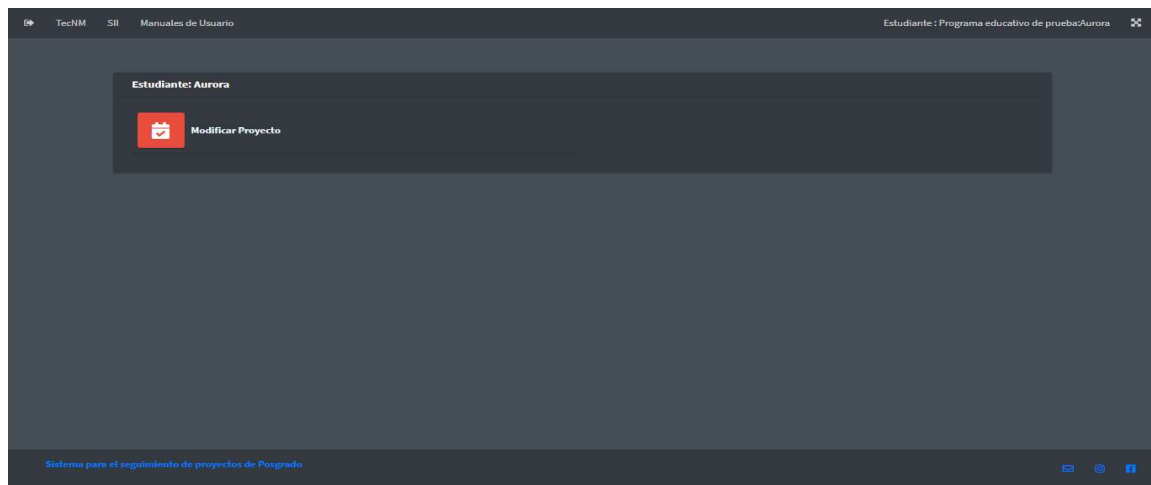 TecNM SII Manuales de Usuario Estudiante : Programa educativo de prueba:Aurora
Estudiante: Aurora
Modificar Proyecto
Sistema para el seguimiento de proyectos de Posgrado